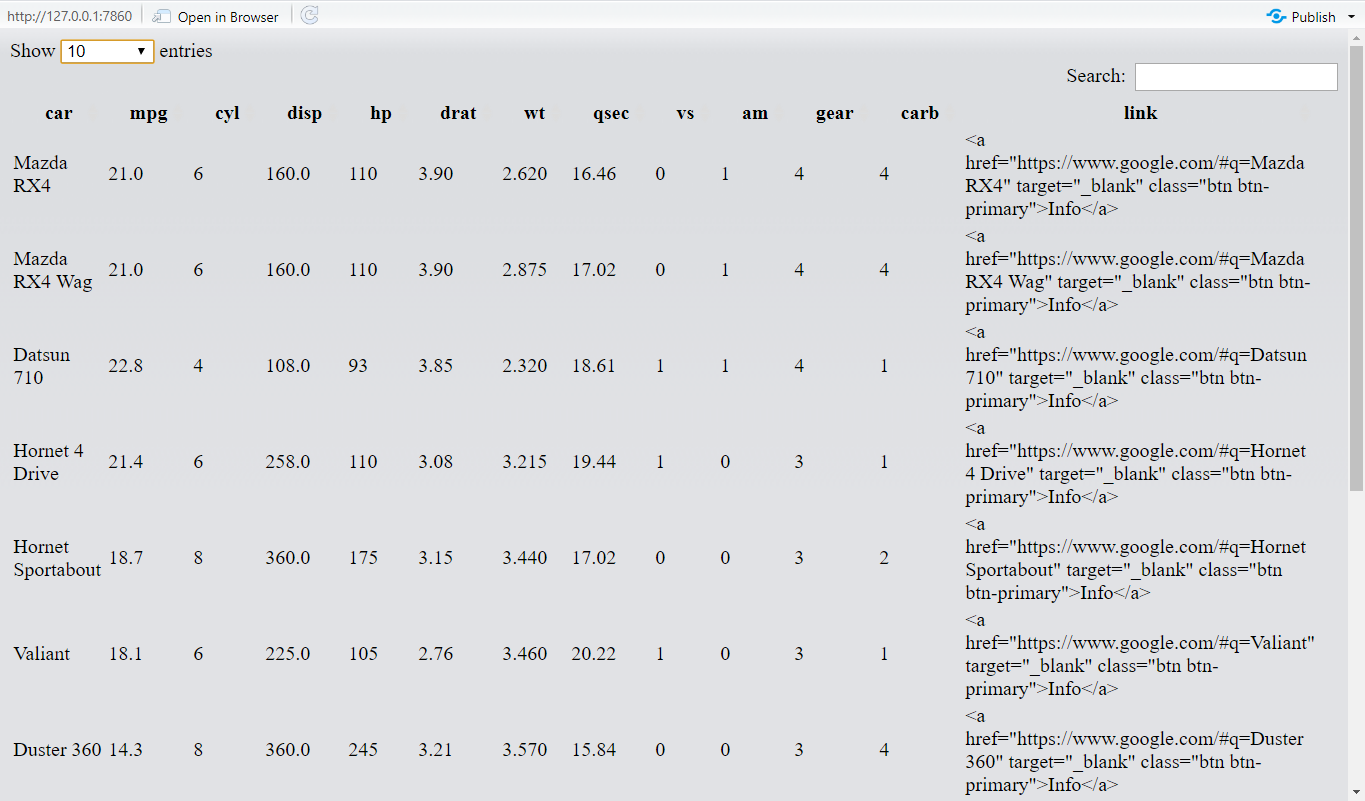 http://127.0.0.1:7860 Open in Browser Publish
Show 10 entries
Search:
car mpg cyl disp hp drat wt qsec vs am gear carb link
Mazda RX4 21.0 6 160.0 110 3.90 2.620 16.46 0 1 4 4 <a href="https://www.google.com/#q=Mazda RX4" target="_blank" class="btn btn-primary">Info</a>
Mazda RX4 Wag 21.0 6 160.0 110 3.90 2.875 17.02 0 1 4 4 <a href="https://www.google.com/#q=Mazda RX4 Wag" target="_blank" class="btn btn-primary">Info</a>
Datsun 710 22.8 4 108.0 93 3.85 2.320 18.61 1 1 4 1 <a href="https://www.google.com/#q=Datsun 710" target="_blank" class="btn btn-primary">Info</a>
Hornet 4 Drive 21.4 6 258.0 110 3.08 3.215 19.44 1 0 3 1 <a href="https://www.google.com/#q=Hornet 4 Drive" target="_blank" class="btn btn-primary">Info</a>
Hornet Sportabout 18.7 8 360.0 175 3.15 3.440 17.02 0 0 3 2 <a href="https://www.google.com/#q=Hornet Sportabout" target="_blank" class="btn btn-primary">Info</a>
Valiant 18.1 6 225.0 105 2.76 3.460 20.22 1 0 3 1 <a href="https://www.google.com/#q=Valiant" target="_blank" class="btn btn-primary">Info</a>
Duster 360 14.3 8 360.0 245 3.21 3.570 15.84 0 0 3 4 <a href="https://www.google.com/#q=Duster 360" target="_blank" class="btn btn-primary">Info</a>